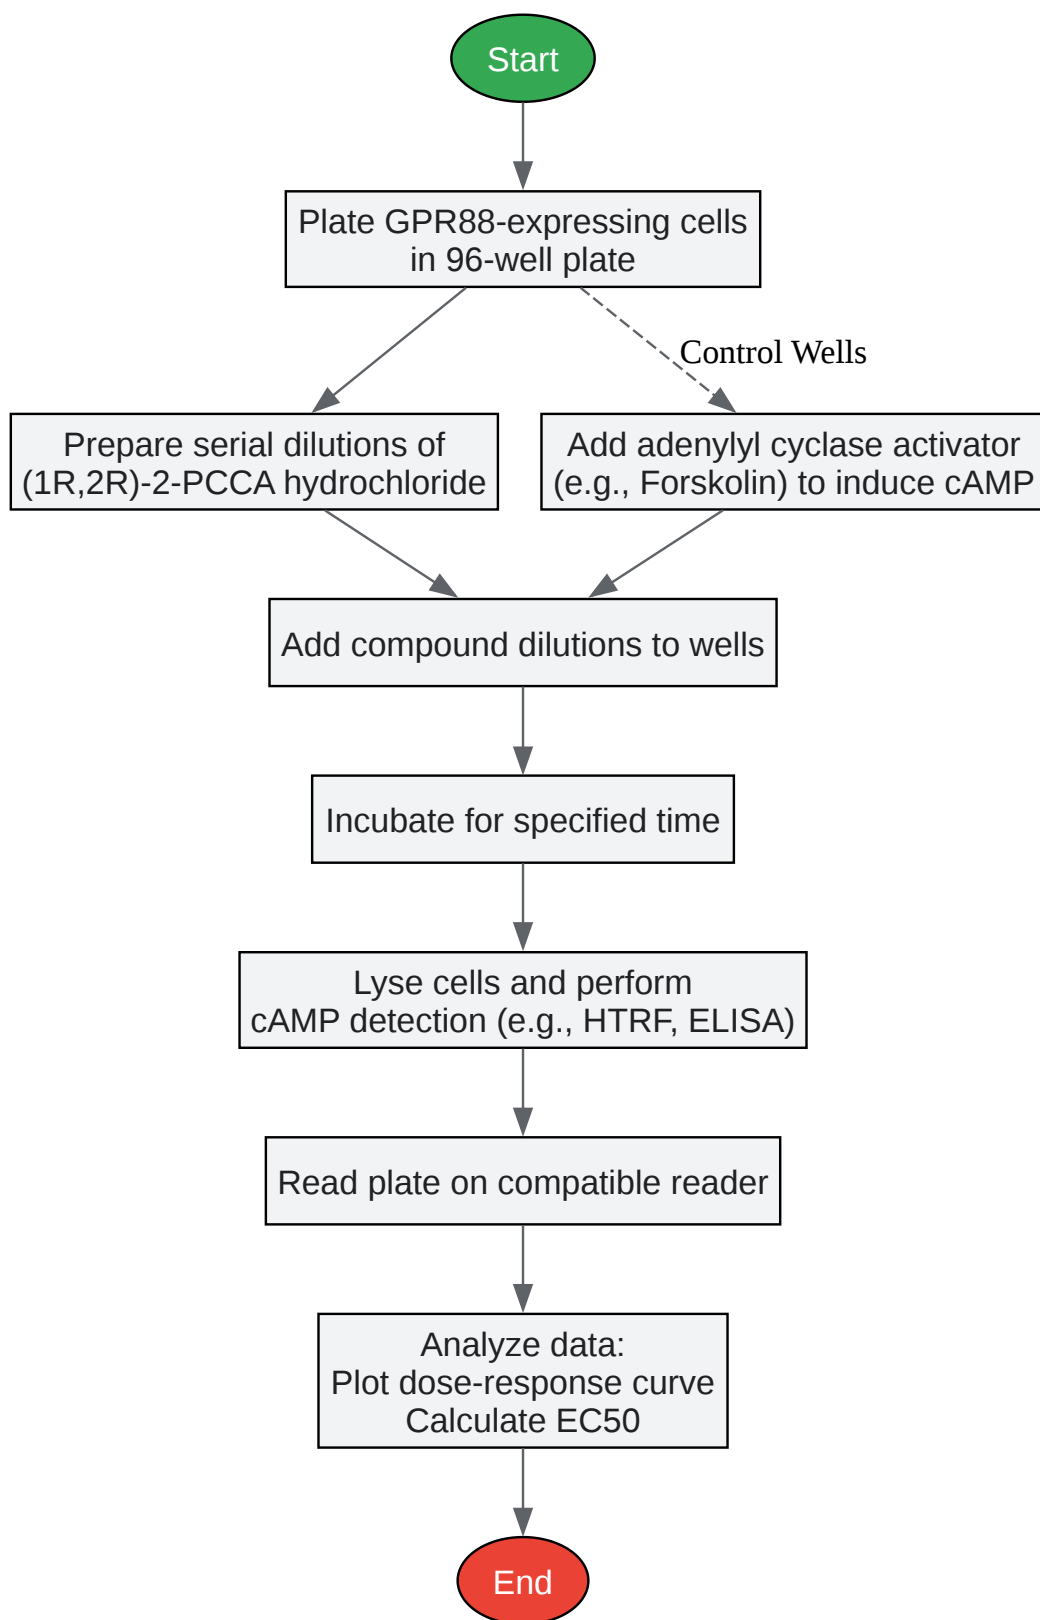 Start
Plate GPR88-expressing cells
in 96-well plate
Control Wells
Prepare serial dilutions of
(1R,2R)-2-PCCA hydrochloride
Add adenylyl cyclase activator
(e.g., Forskolin) to induce cAMP
Add compound dilutions to wells
Incubate for specified time
Lyse cells and perform
cAMP detection (e.g., HTRF, ELISA)
Read plate on compatible reader
Analyze data:
Plot dose-response curve
Calculate EC50
End